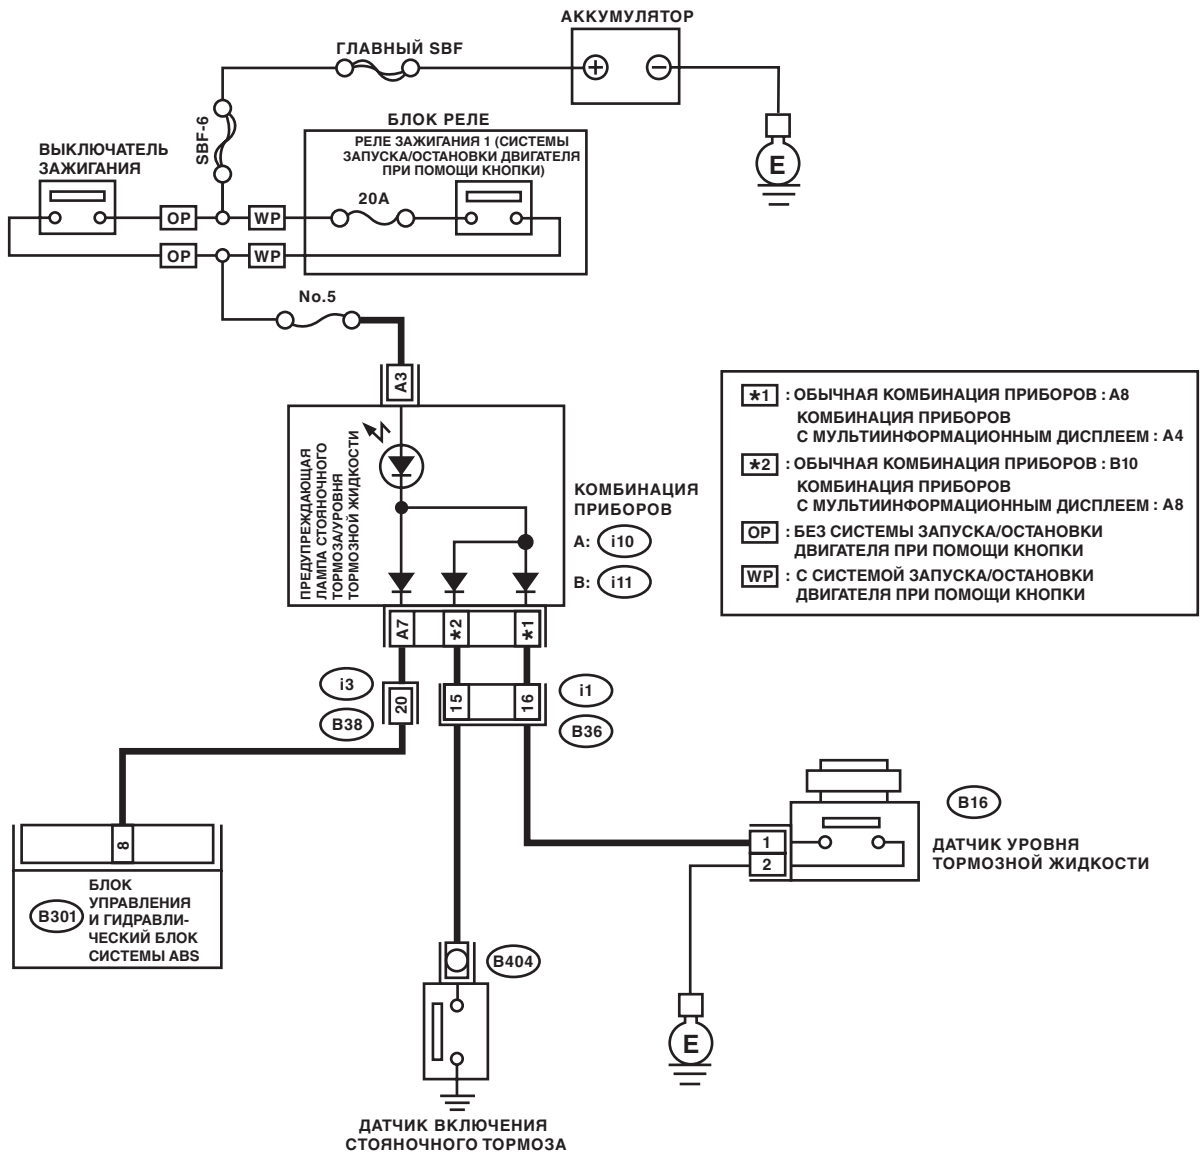 АККУМУЛЯТОР
ГЛАВНЫЙ SBF
SBF-6
БЛОК РЕЛЕ
ВЫКЛЮЧАТЕЛЬ
ЗАЖИГАНИЯ
РЕЛЕ ЗАЖИГАНИЯ 1 (СИСТЕМЫ
ЗАПУСКА/ОСТАНОВКИ ДВИГАТЕЛЯ
ПРИ ПОМОЩИ КНОПКИ)
E
20A
OP
WP
OP
WP
No.5
A3
*1 : ОБЫЧНАЯ КОМБИНАЦИЯ ПРИБОРОВ : A8
КОМБИНАЦИЯ ПРИБОРОВ
С МУЛЬТИИНФОРМАЦИОННЫМ ДИСПЛЕЕМ : A4
*2 : ОБЫЧНАЯ КОМБИНАЦИЯ ПРИБОРОВ : B10
КОМБИНАЦИЯ ПРИБОРОВ
С МУЛЬТИИНФОРМАЦИОННЫМ ДИСПЛЕЕМ : A8
OP : БЕЗ СИСТЕМЫ ЗАПУСКА/ОСТАНОВКИ
ДВИГАТЕЛЯ ПРИ ПОМОЩИ КНОПКИ
WP : С СИСТЕМОЙ ЗАПУСКА/ОСТАНОВКИ
ДВИГАТЕЛЯ ПРИ ПОМОЩИ КНОПКИ
ПРЕДУПРЕЖДАЮЩАЯ
ЛАМПА СТОЯНОЧНОГО
ТОРМОЗА/УРОВНЯ
ТОРМОЗНОЙ ЖИДКОСТИ
КОМБИНАЦИЯ
ПРИБОРОВ
A: i10
B: i11
A7
*2
*1
i3
20
15
16
i1
B38
B36
B16
8
1
2
ДАТЧИК УРОВНЯ
ТОРМОЗНОЙ ЖИДКОСТИ
B301
БЛОК
УПРАВЛЕНИЯ
И ГИДРАВЛИ-
ЧЕСКИЙ БЛОК
СИСТЕМЫ ABS
B404
E
ДАТЧИК ВКЛЮЧЕНИЯ
СТОЯНОЧНОГО ТОРМОЗА